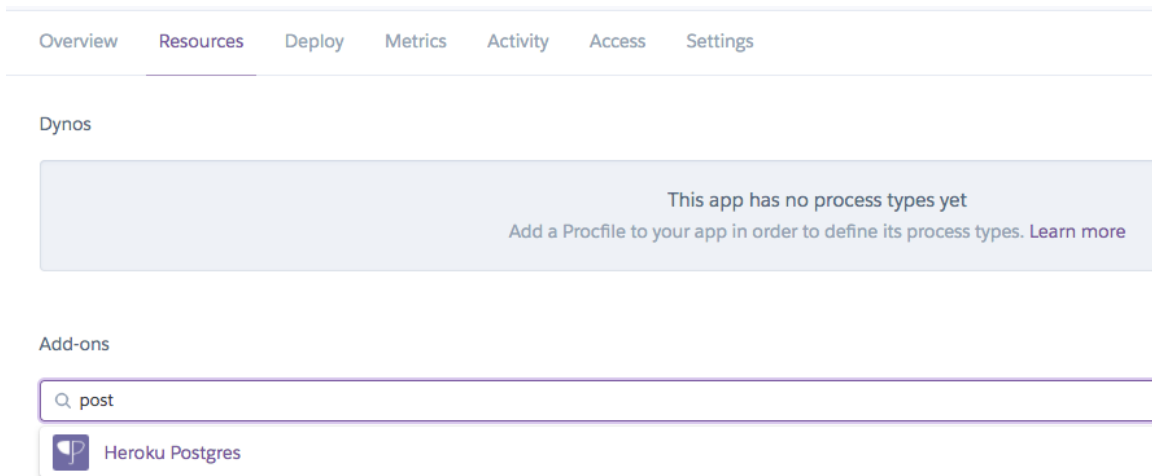 Overview Resources Deploy Metrics Activity Access Settings
Dynos
This app has no process types yet
Add a Procfile to your app in order to define its process types. Learn more
Add-ons
post
Heroku Postgres